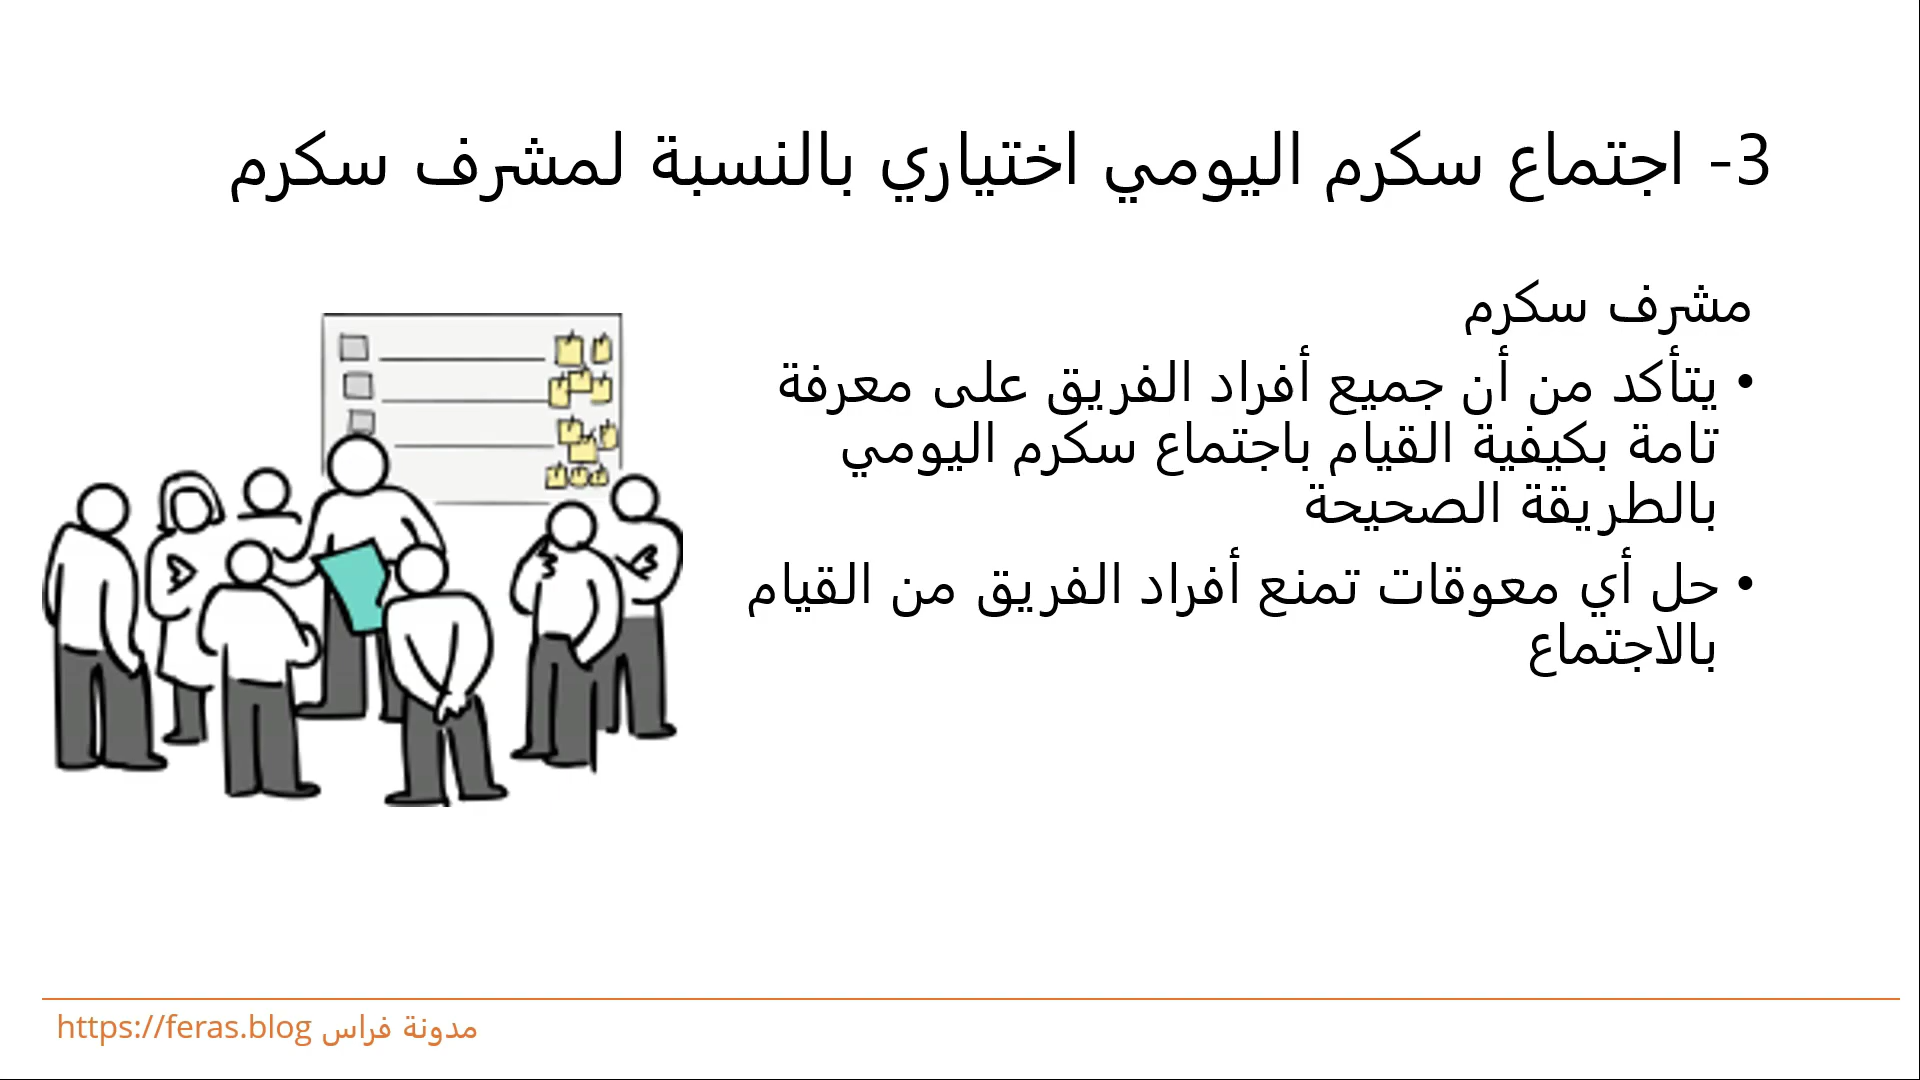 3- اجتماع سكرم اليومي اختياري بالنسبة لمشرف سكرم
مشرف سكرم
• يتأكد من أن جميع أفراد الفريق على معرفة
تامة بكيفية القيام باجتماع سكرم اليومي
بالطريقة الصحيحة
• حل أي معوقات تمنع أفراد الفريق من القيام
بالاجتماع
مدونة فراس https://feras.blog